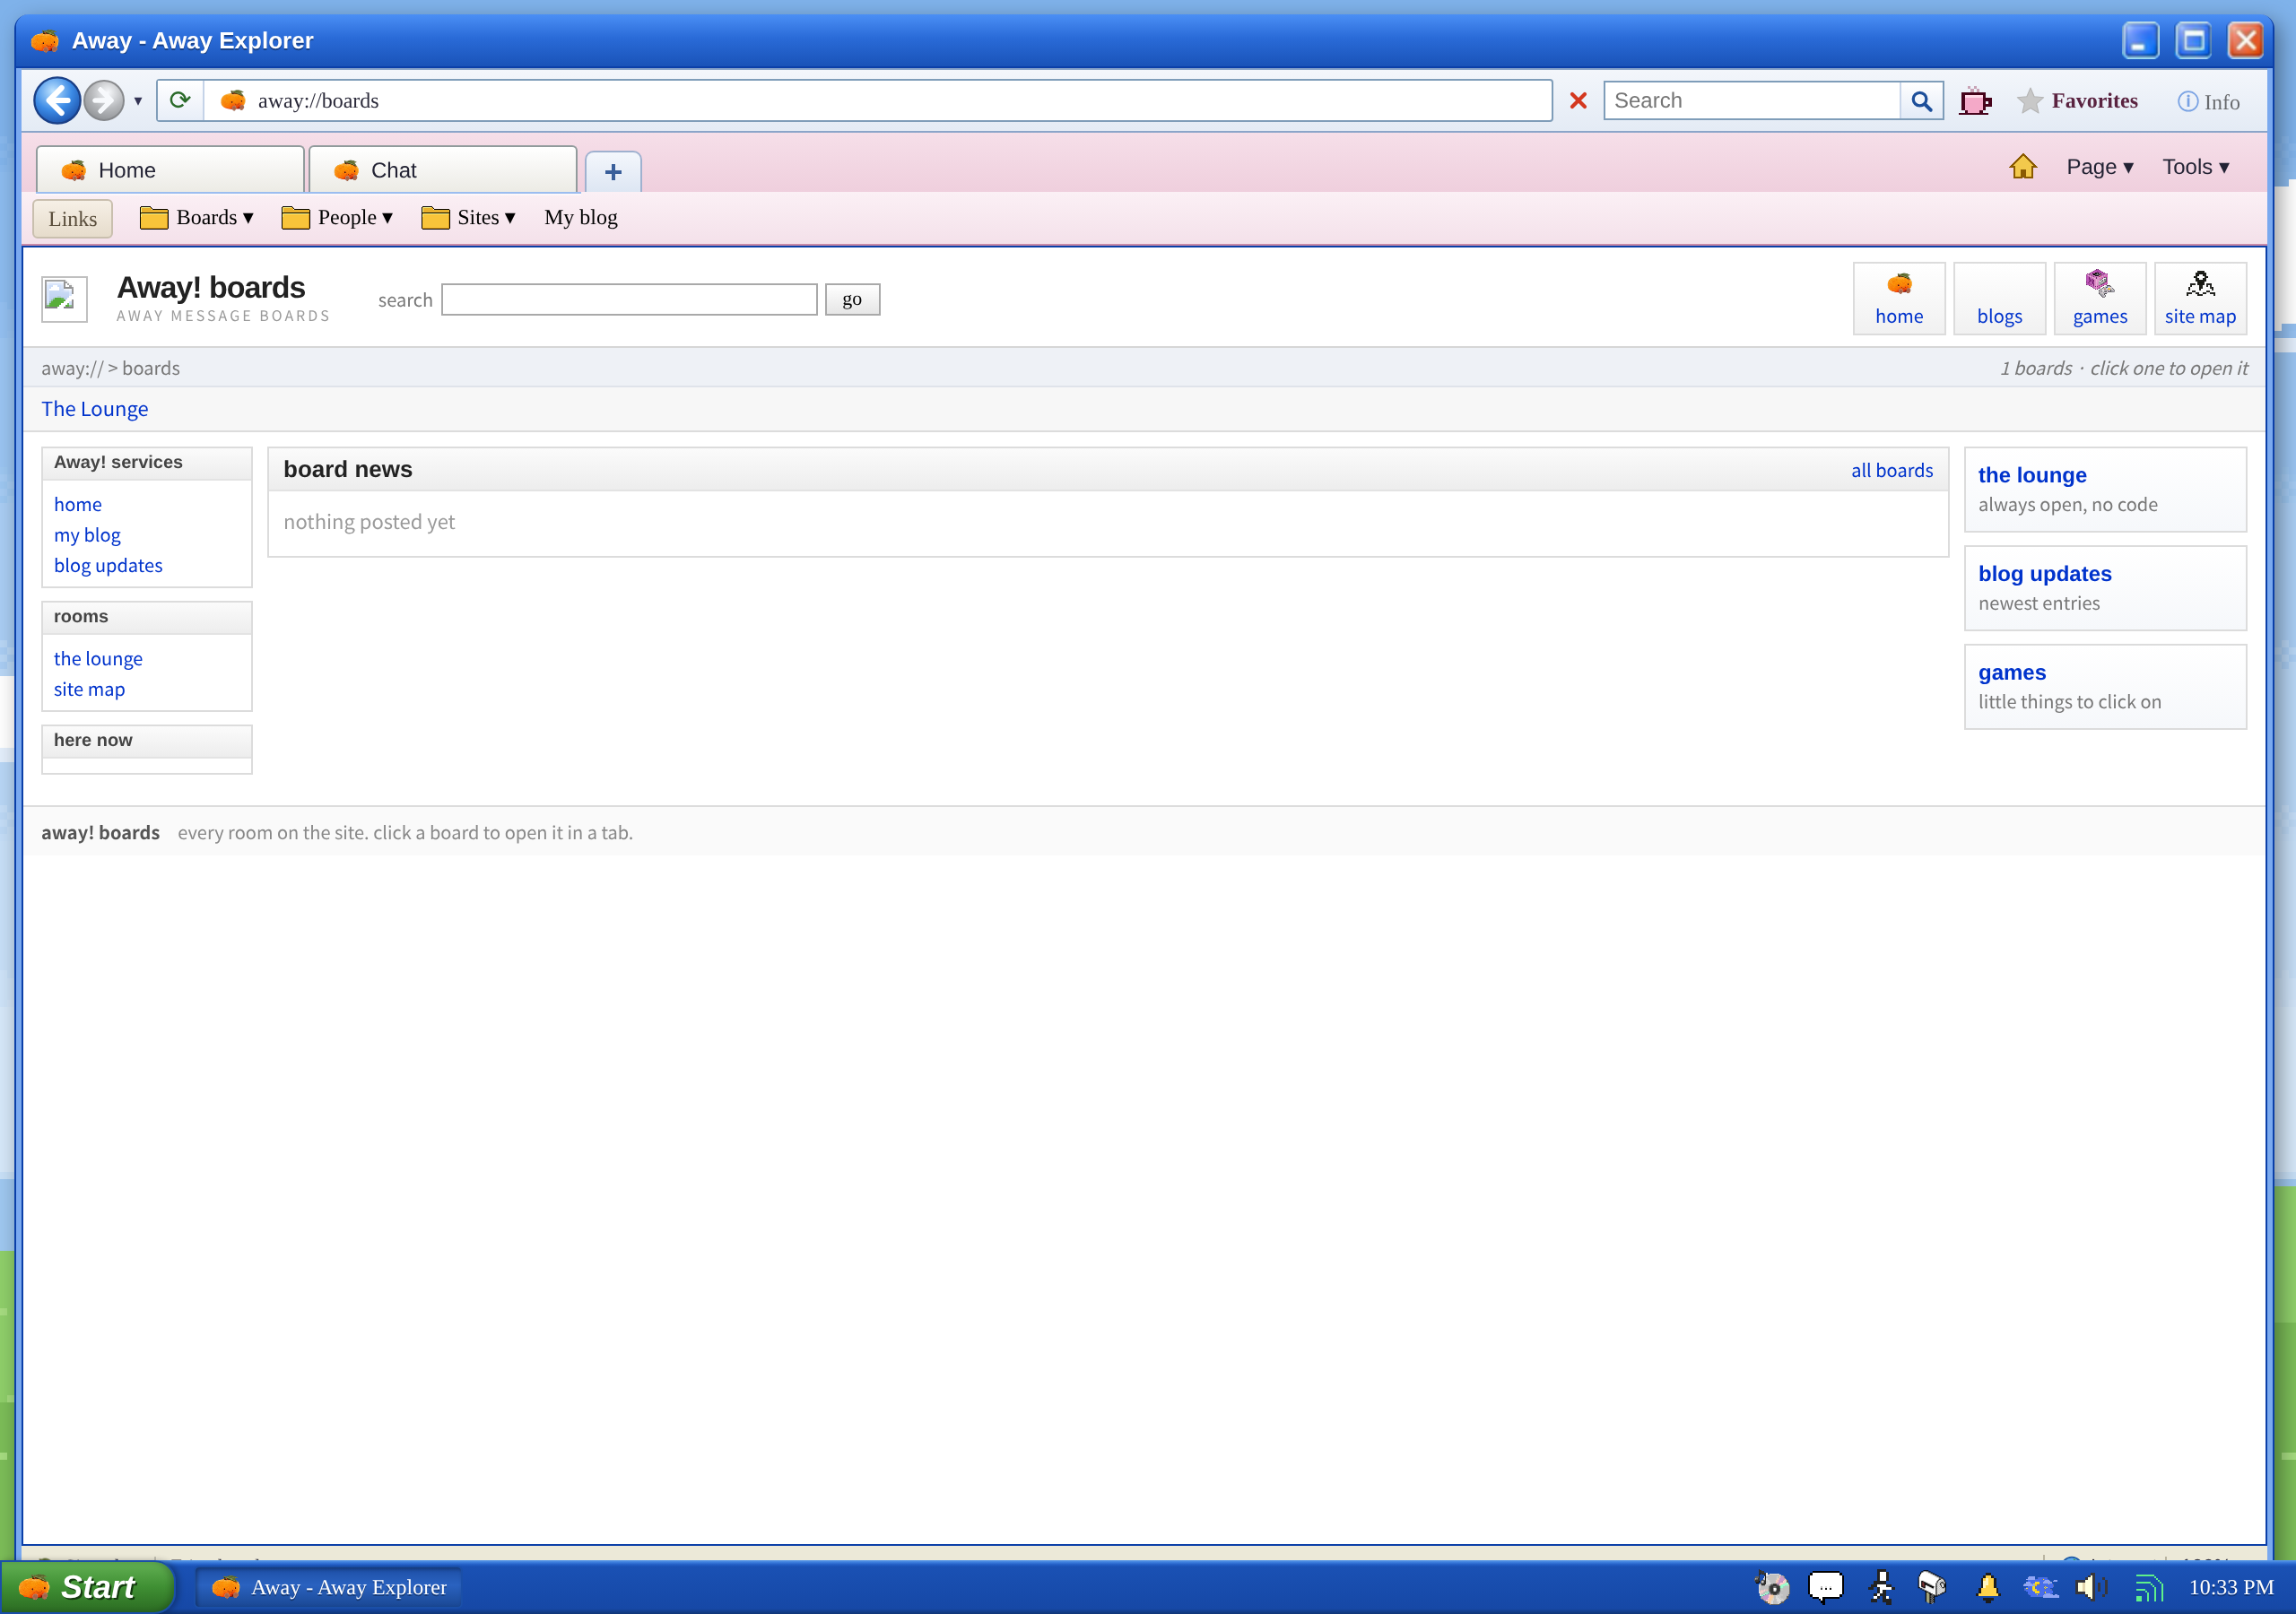 Away - Away Explorer
away://boards
Search
Favorites
Info
Home
Chat
+
Page ▾
Tools ▾
Links
Boards ▾
People ▾
Sites ▾
My blog
Away! boards
AWAY MESSAGE BOARDS
search
go
home
blogs
games
site map
away:// > boards
1 boards · click one to open it
The Lounge
Away! services
home
my blog
blog updates
rooms
the lounge
site map
here now
board news
all boards
nothing posted yet
the lounge
always open, no code
blog updates
newest entries
games
little things to click on
away! boards every room on the site. click a board to open it in a tab.
Start
Away - Away Explorer
10:33 PM